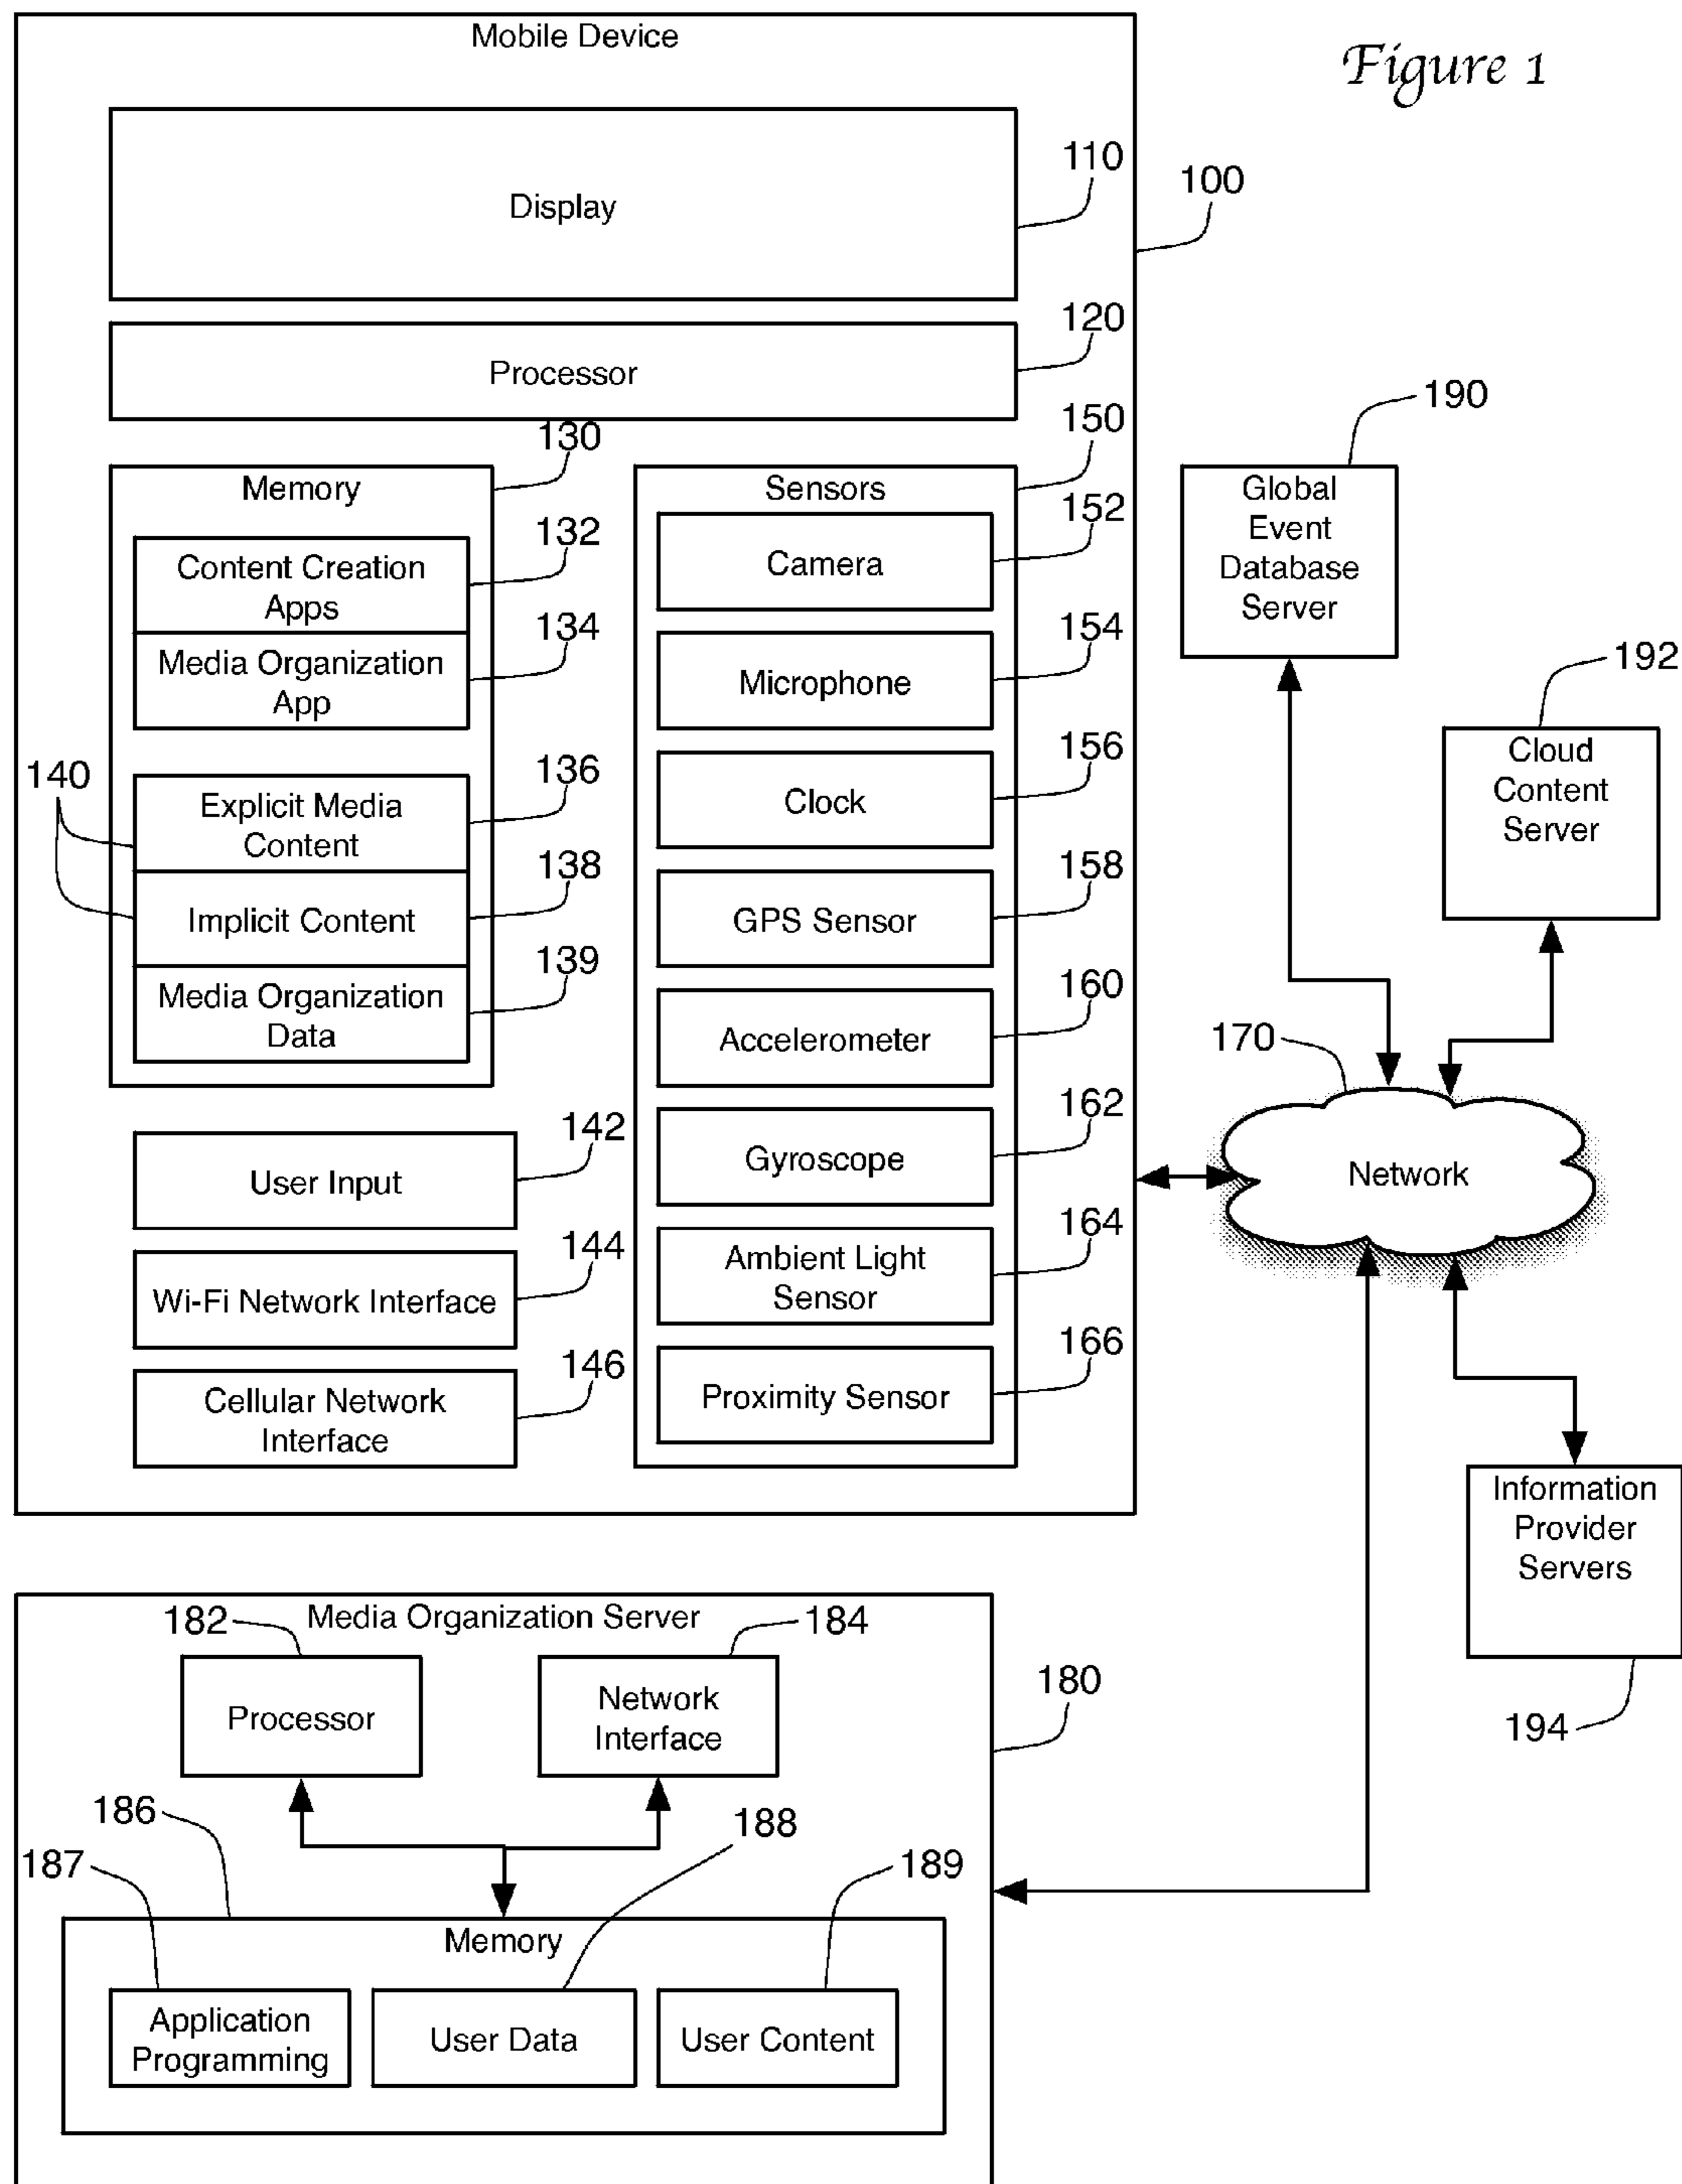 Mobile Device
Figure 1
110
100
Display
120
Processor
130
150
190
Memory
Sensors
Global
Event
Database
Server
132
152
Content Creation
Apps
Camera
134
154
192
Media Organization
App
Microphone
Cloud
Content
Server
140
136
156
Explicit Media
Content
Clock
138
158
Implicit Content
GPS Sensor
139
160
170
Media Organization
Data
Accelerometer
142
162
User Input
Gyroscope
Network
144
164
Wi-Fi Network Interface
Ambient Light
Sensor
146
166
Cellular Network
Interface
Proximity Sensor
Information
Provider
Servers
194
182
Media Organization Server
184
180
Processor
Network
Interface
186
188
187
189
Memory
Application
Programming
User Data
User Content